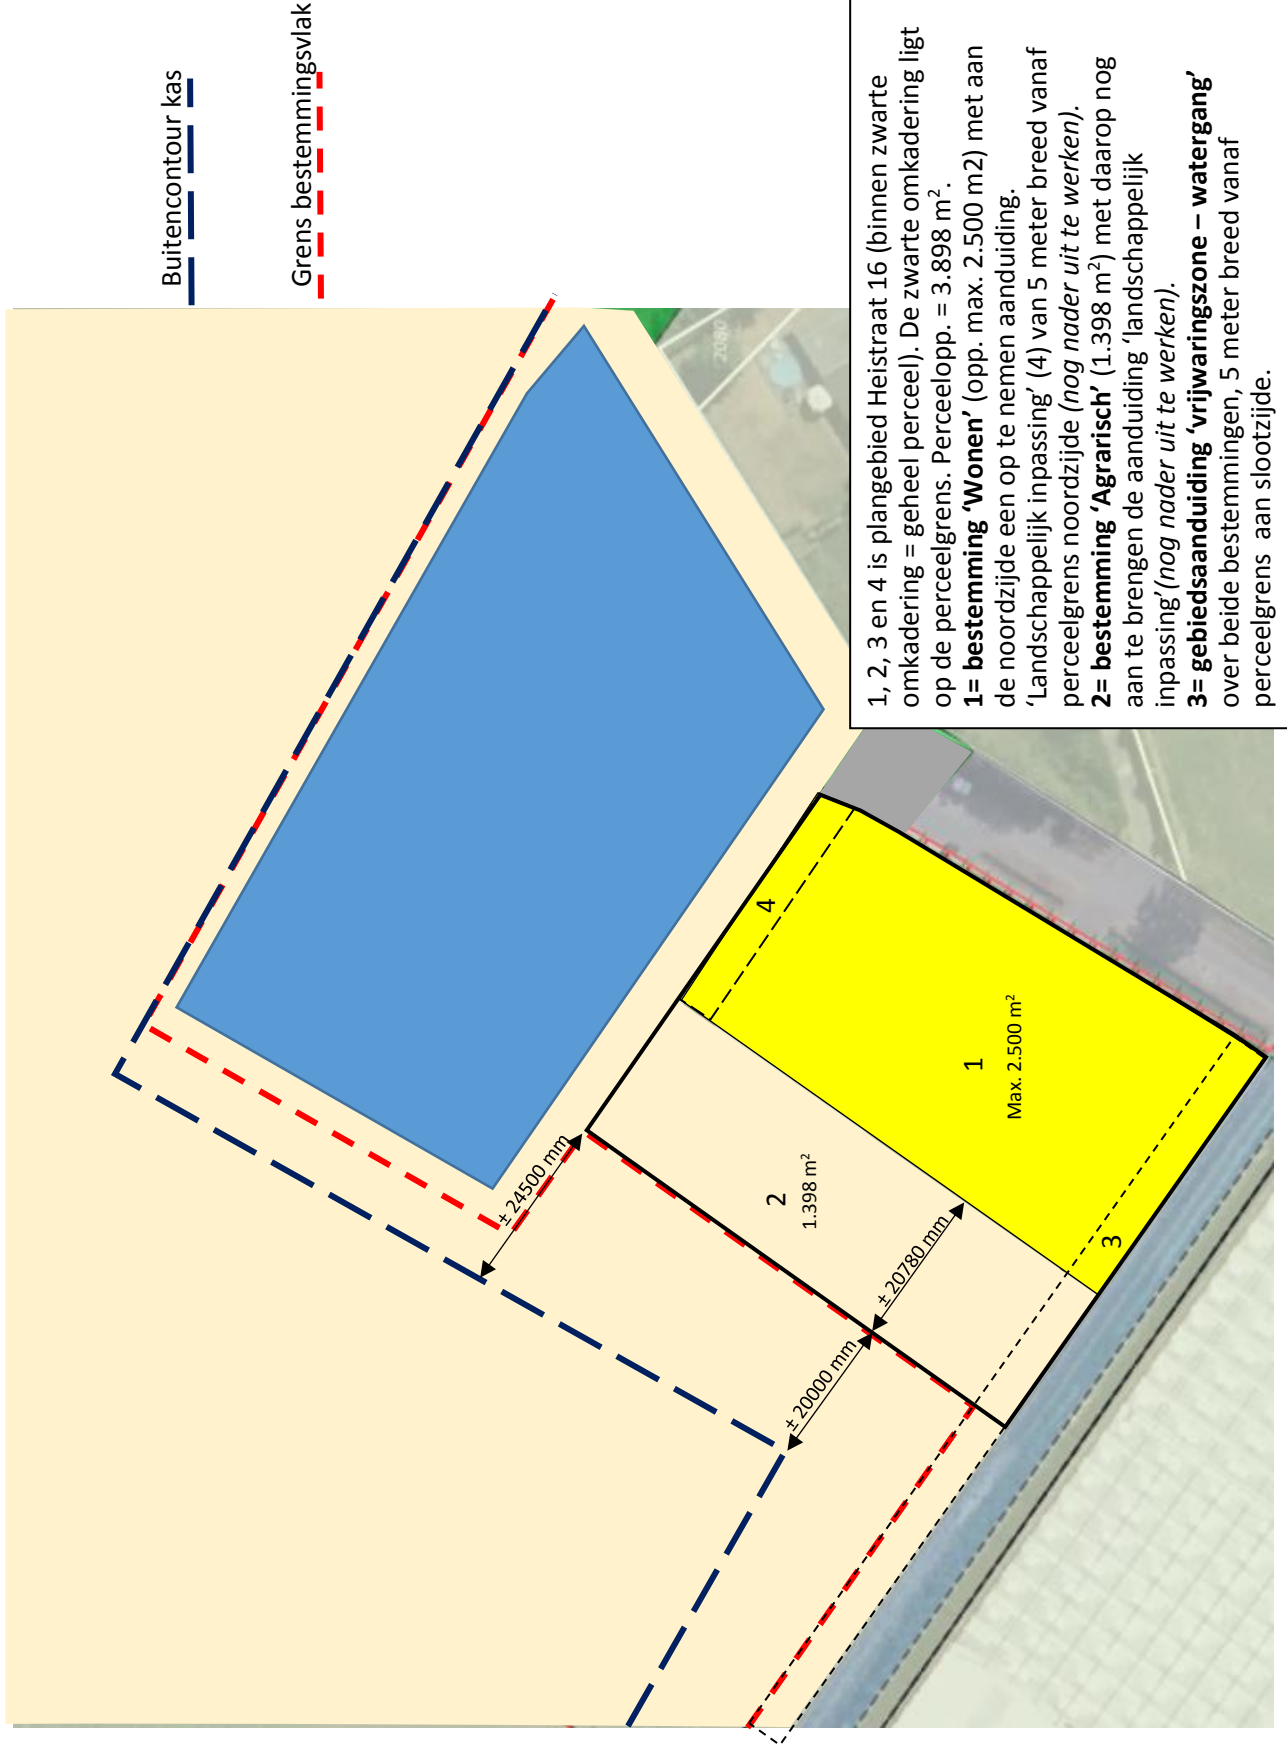 Buitencontour kas
Grens bestemmingsvlak
2080
4
± 24500 mm
2
1.398 m²
1
Max. 2.500 m²
± 20780 mm
± 20000 mm
3
1, 2, 3 en 4 is plangebied Heistraat 16 (binnen zwarte
omkadering = geheel perceel). De zwarte omkadering ligt
op de perceelgrens. Perceelopp. = 3.898 m².
1= bestemming ‘Wonen’ (opp. max. 2.500 m2) met aan
de noordzijde een op te nemen aanduiding.
‘Landschappelijk inpassing’ (4) van 5 meter breed vanaf
perceelgrens noordzijde (nog nader uit te werken).
2= bestemming ‘Agrarisch’ (1.398 m²) met daarop nog
aan te brengen de aanduiding ‘landschappelijk
inpassing’(nog nader uit te werken).
3= gebiedsaanduiding ‘vrijwaringszone – watergang’
over beide bestemmingen, 5 meter breed vanaf
perceelgrens aan slootzijde.